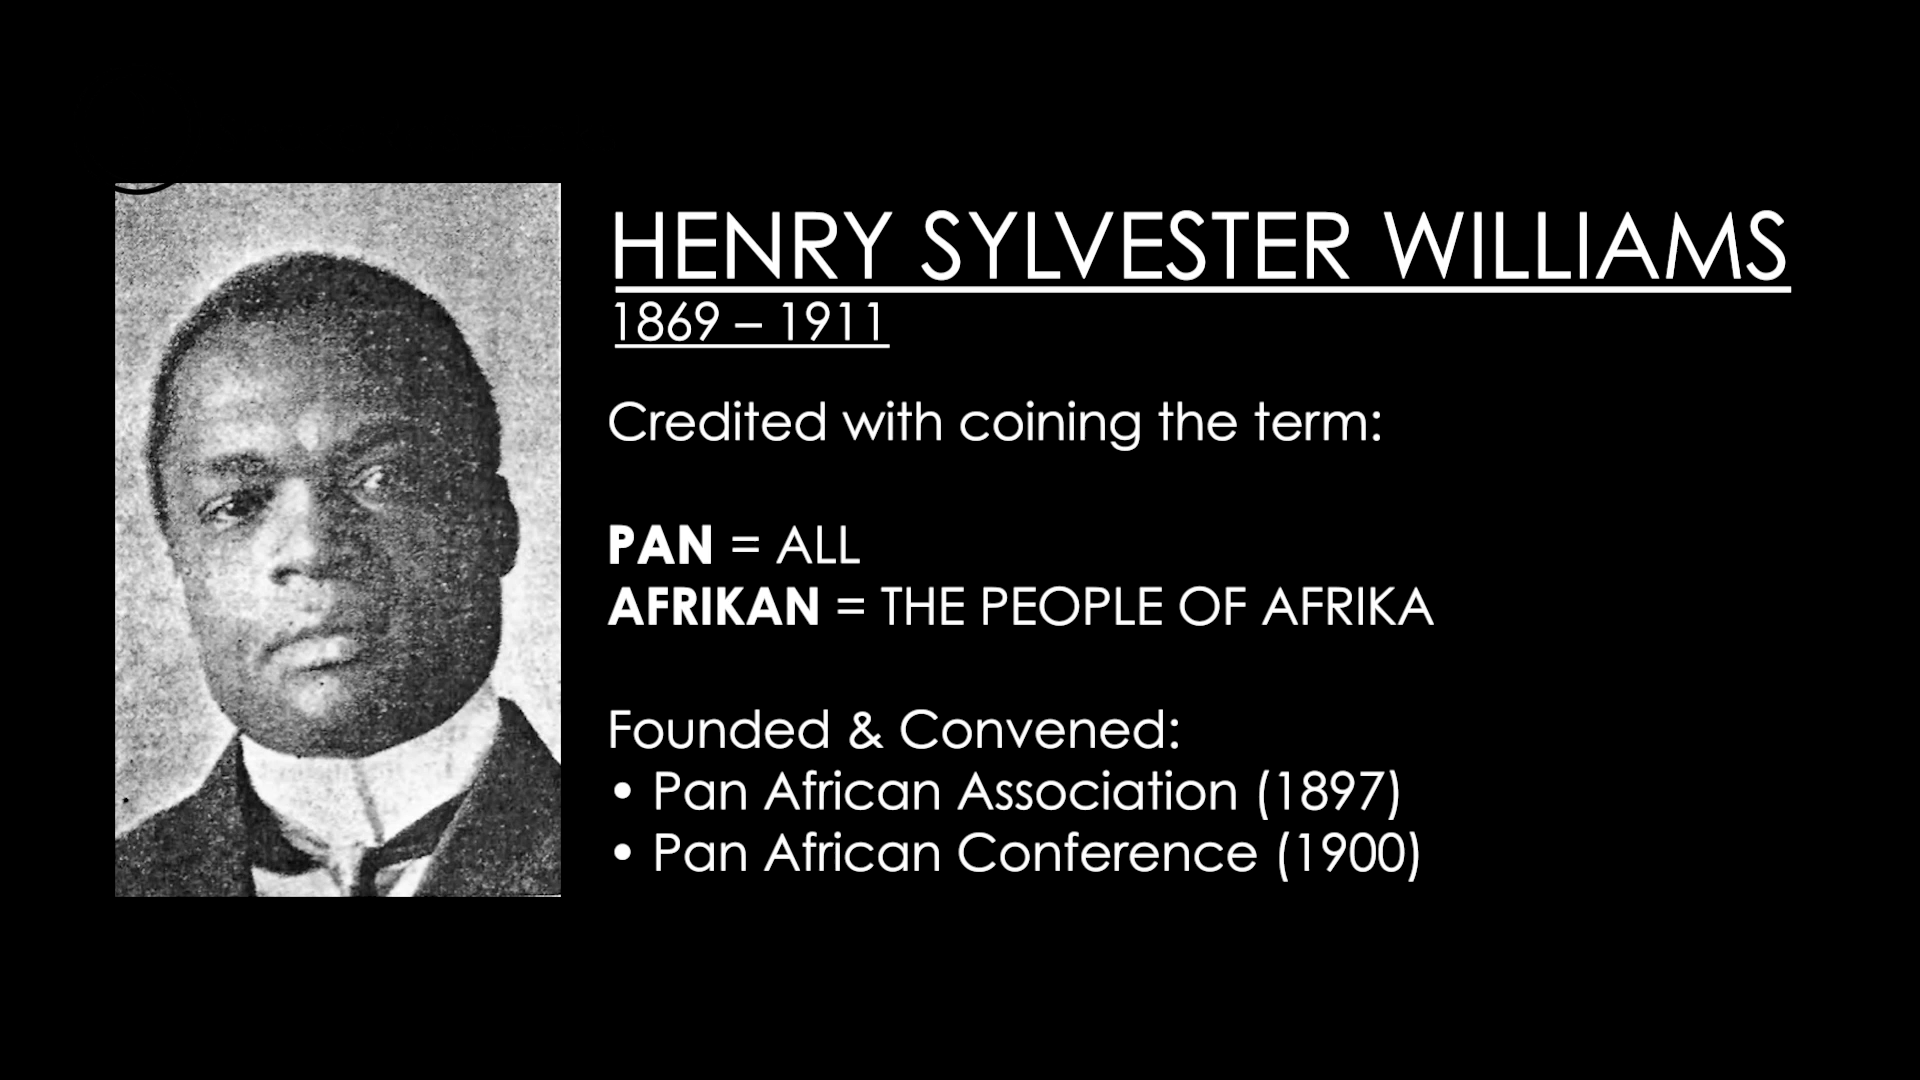 HENRY SYLVESTER WILLIAMS
1869 – 1911
Credited with coining the term:
PAN = ALL
AFRIKAN = THE PEOPLE OF AFRIKA
Founded & Convened:
• Pan African Association (1897)
• Pan African Conference (1900)